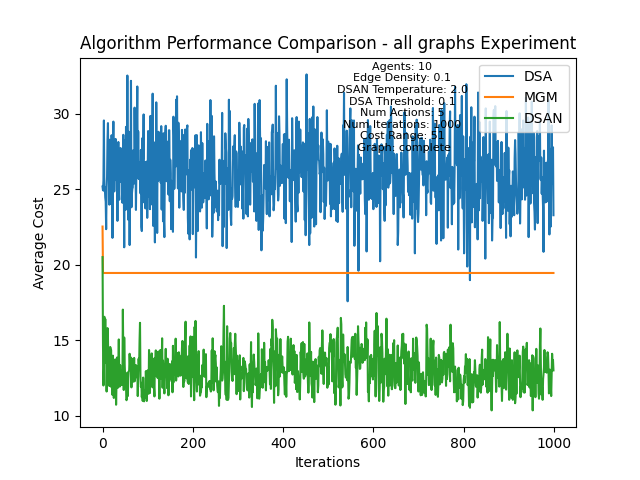 Algorithm Performance Comparison - all graphs Experiment
Agents: 10
Edge Density: 0.1
DSAN Temperature: 2.0
DSA Threshold: 0.1
Num Actions: 5
Num Iterations: 1000
Cost Range: 51
Graph: complete
DSA
MGM
DSAN
Average Cost
30
25
20
15
10
0
200
400
600
800
1000
Iterations